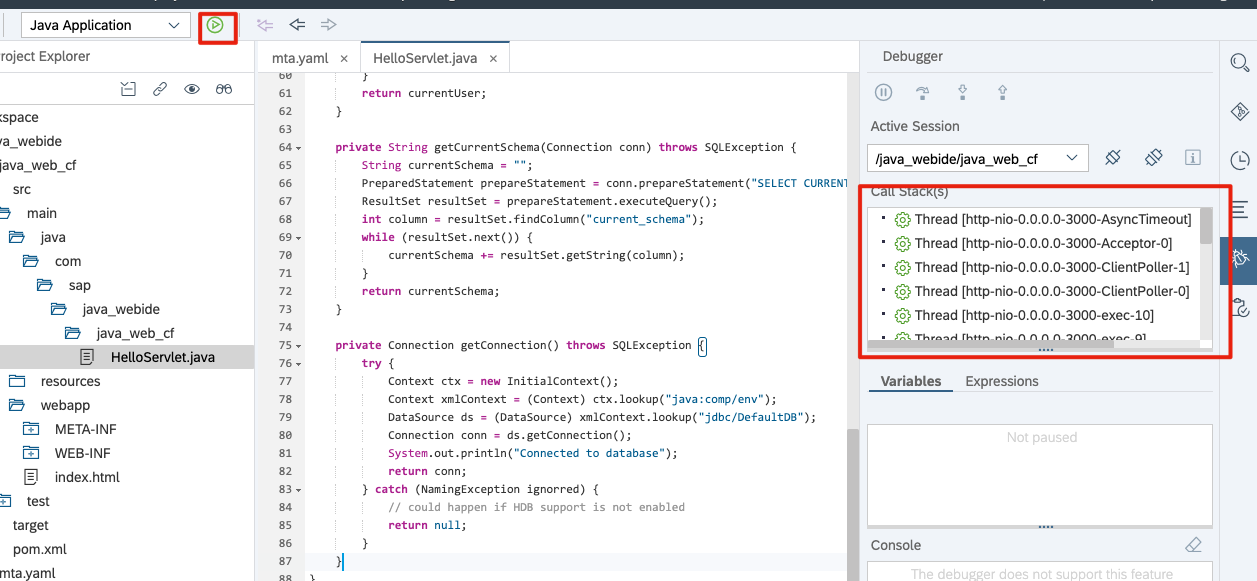 Java Application
roject Explorer
kspace
va_webide
java_web_cf
src
main
java
com
sap
java_webide
java_web_cf
HelloServlet.java
resources
webapp
META-INF
WEB-INF
index.html
test
target
pom.xml
mta.yaml
mta.yaml ×
HelloServlet.java ×
60 }
61 return currentUser;
62 }
63
64 private String getCurrentSchema(Connection conn) throws SQLException {
65 String currentSchema = "";
66 PreparedStatement prepareStatement = conn.prepareStatement("SELECT CURRENT
67 ResultSet resultSet = prepareStatement.executeQuery();
68 int column = resultSet.findColumn("current_schema");
69 while (resultSet.next()) {
70 currentSchema += resultSet.getString(column);
71 }
72 return currentSchema;
73 }
74
75 private Connection getConnection() throws SQLException {
76 try {
77 Context ctx = new InitialContext();
78 Context xmlContext = (Context) ctx.lookup("java:comp/env");
79 DataSource ds = (DataSource) xmlContext.lookup("jdbc/DefaultDB");
80 Connection conn = ds.getConnection();
81 System.out.println("Connected to database");
82 return conn;
83 } catch (NamingException ignorred) {
84 // could happen if HDB support is not enabled
85 return null;
86 }
87 }
88 }
Debugger
Active Session
/java_webide/java_web_cf
Call Stack(s)
Thread [http-nio-0.0.0.0-3000-AsyncTimeout]
Thread [http-nio-0.0.0.0-3000-Acceptor-0]
Thread [http-nio-0.0.0.0-3000-ClientPoller-1]
Thread [http-nio-0.0.0.0-3000-ClientPoller-0]
Thread [http-nio-0.0.0.0-3000-exec-10]
Thread [http-nio-0.0.0.0-3000-exec-9]
Variables
Expressions
Not paused
Console
The debugger does not support this feature